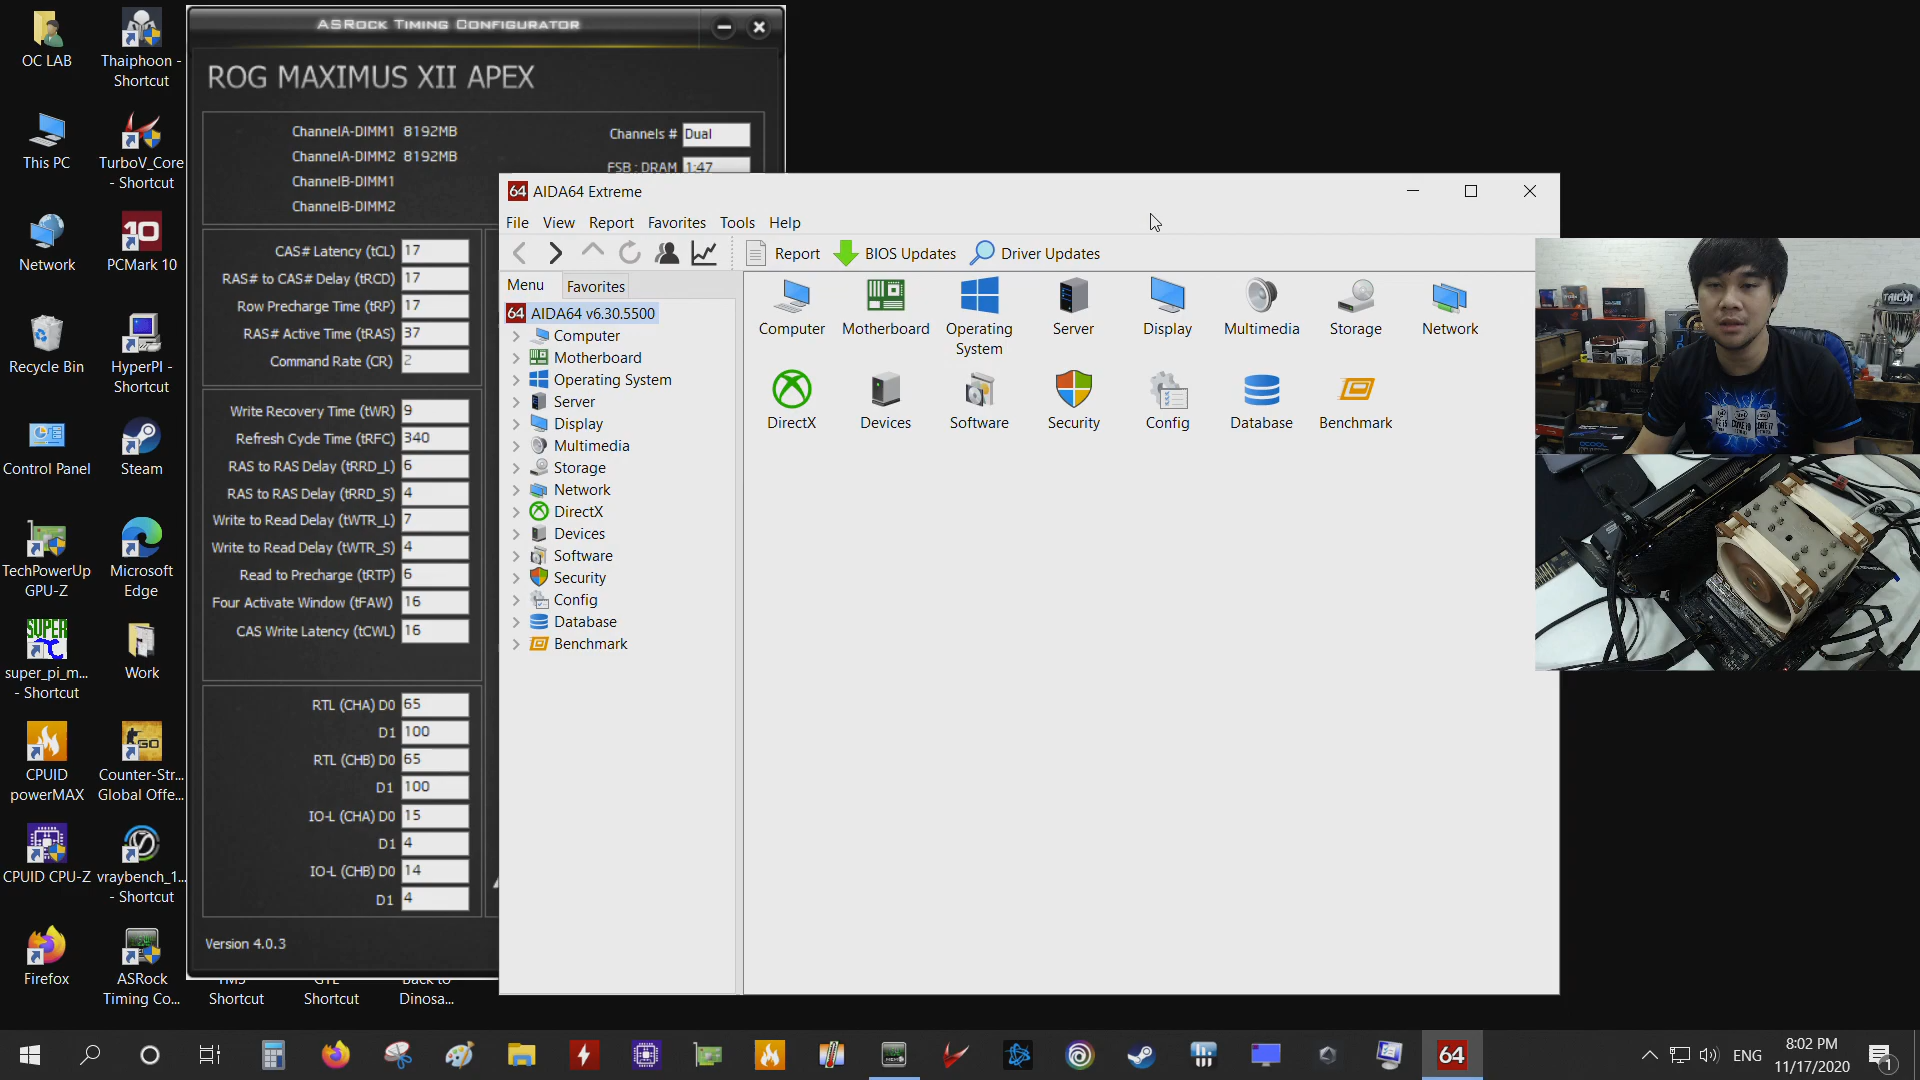 OC LAB
Thaiphoon -
Shortcut
This PC
TurboV_Core
- Shortcut
Network
PCMark 10
Recycle Bin
HyperPI -
Shortcut
Control Panel
Steam
TechPowerUp
GPU-Z
Microsoft
Edge
super_pi_m...
- Shortcut
Work
CPUID
powerMAX
Counter-Str...
Global Offe...
CPUID CPU-Z
vraybench_1...
- Shortcut
Firefox
ASRock
Timing Co...
Shortcut
Shortcut
Dinosa...
ASRock Timing Configurator
ROG MAXIMUS XII APEX
ChannelA-DIMM1 8192MB
ChannelA-DIMM2 8192MB
ChannelB-DIMM1
ChannelB-DIMM2
Channels # Dual
FSB : DRAM 1:47
CAS# Latency (tCL) 17
RAS# to CAS# Delay (tRCD) 17
Row Precharge Time (tRP) 17
RAS# Active Time (tRAS) 37
Command Rate (CR) 2
Write Recovery Time (tWR) 9
Refresh Cycle Time (tRFC) 340
RAS to RAS Delay (tRRD_L) 6
RAS to RAS Delay (tRRD_S) 4
Write to Read Delay (tWTR_L) 7
Write to Read Delay (tWTR_S) 4
Read to Precharge (tRTP) 6
Four Activate Window (tFAW) 16
CAS Write Latency (tCWL) 16
RTL (CHA) D0 65
D1 100
RTL (CHB) D0 65
D1 100
IO-L (CHA) D0 15
D1 4
IO-L (CHB) D0 14
D1 4
Version 4.0.3
64 AIDA64 Extreme
File View Report Favorites Tools Help
Report BIOS Updates Driver Updates
Menu Favorites
64 AIDA64 v6.30.5500
Computer
Motherboard
Operating System
Server
Display
Multimedia
Storage
Network
DirectX
Devices
Software
Security
Config
Database
Benchmark
Computer Motherboard Operating System Server Display Multimedia Storage Network
DirectX Devices Software Security Config Database Benchmark
TAICHI
64
ENG
8:02 PM
11/17/2020
1